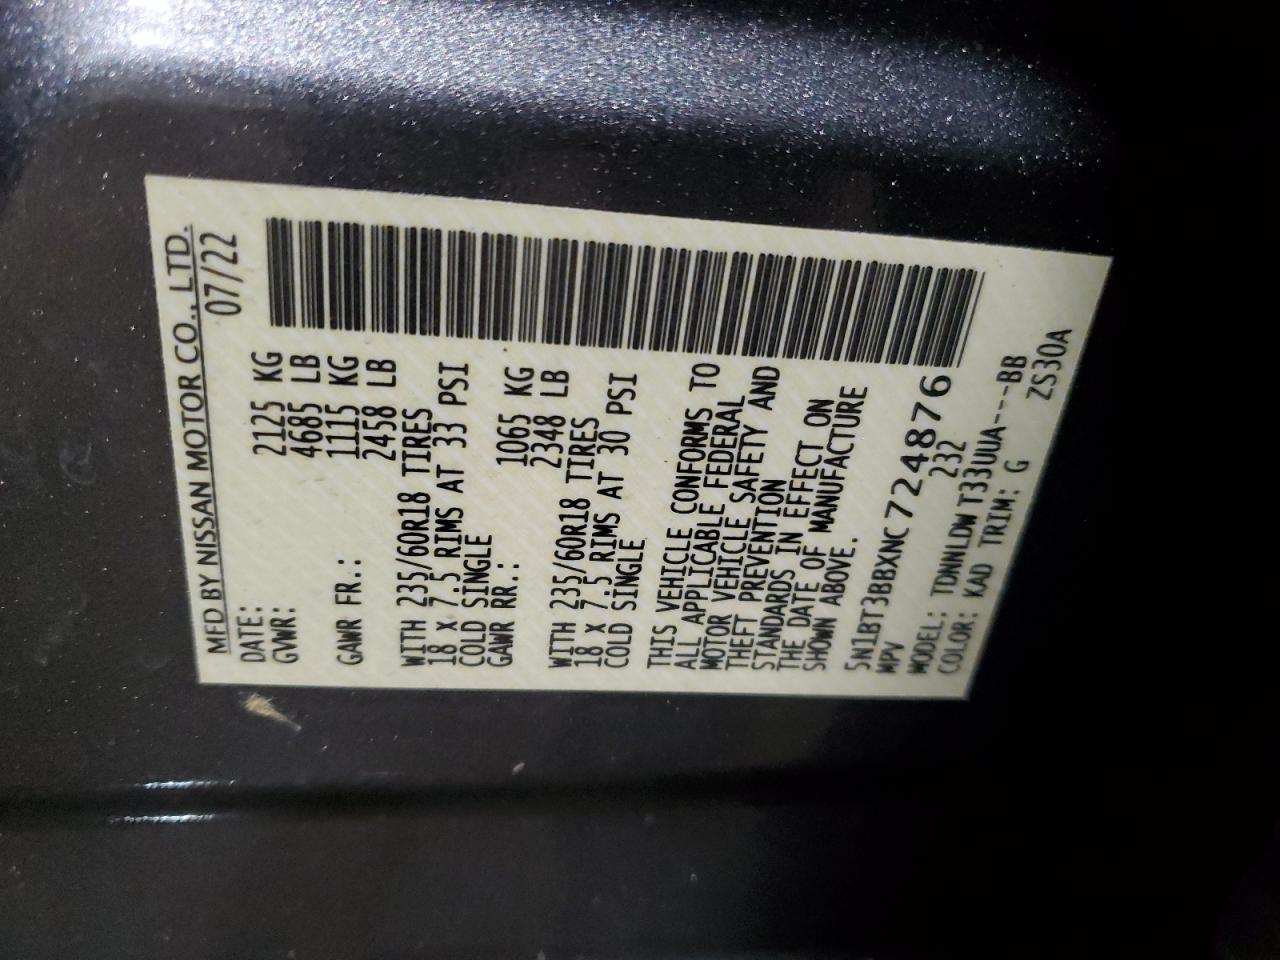 MFD BY NISSAN MOTOR CO., LTD.
DATE: 07/22
GVWR: 2125 KG
4685 LB
GAWR FR.: 1115 KG
2458 LB
WITH 235/60R18 TIRES
18 x 7.5 RIMS AT 33 PSI
COLD SINGLE
GAWR RR.: 1065 KG
2348 LB
WITH 235/60R18 TIRES
18 x 7.5 RIMS AT 30 PSI
COLD SINGLE
THIS VEHICLE CONFORMS TO
ALL APPLICABLE FEDERAL
MOTOR VEHICLE SAFETY AND
THEFT PREVENTION
STANDARDS IN EFFECT ON
THE DATE OF MANUFACTURE
SHOWN ABOVE.
5N1BT3BBXNC724876
MPV 232
MODEL: TDNNLDW T33UUA---BB
COLOR: KAD TRIM: G ZS30A